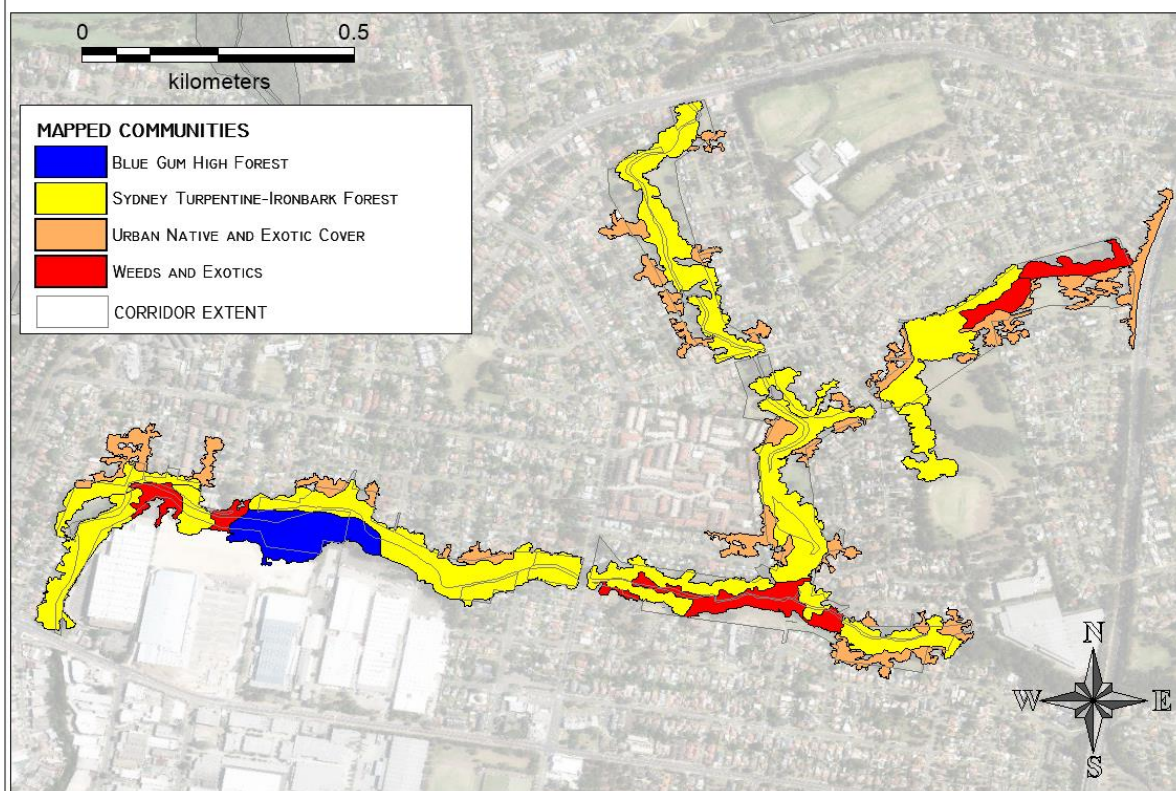 0 0.5
kilometers
MAPPED COMMUNITIES
BLUE GUM HIGH FOREST
SYDNEY TURPENTINE-IRONBARK FOREST
URBAN NATIVE AND EXOTIC COVER
WEEDS AND EXOTICS
CORRIDOR EXTENT
N
W E
S